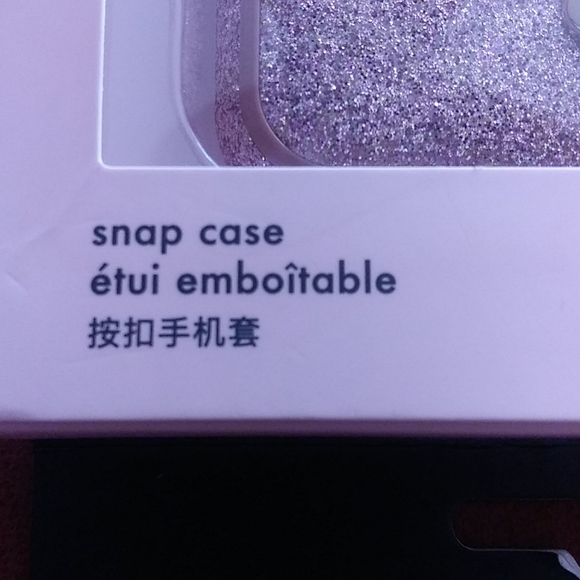 snap case
étui emboîtable
按扣手机套